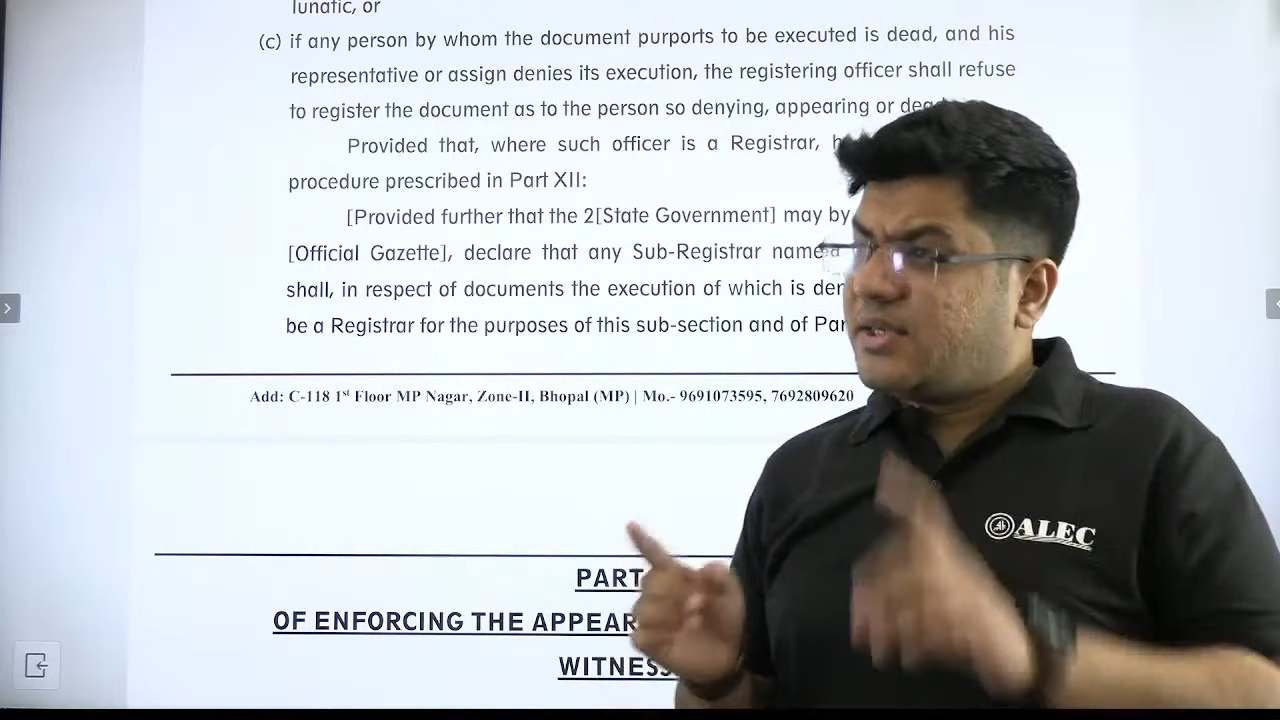 lunatic, or
(c) if any person by whom the document purports to be executed is dead, and his
representative or assign denies its execution, the registering officer shall refuse
to register the document as to the person so denying, appearing or
Provided that, where such officer is a Registrar,
procedure prescribed in Part XII:
[Provided further that the 2[State Government] may by
[Official Gazette], declare that any Sub-Registrar
shall, in respect of documents the execution of which is
be a Registrar for the purposes of this sub-section and of
Add: C-118 1st Floor MP Nagar, Zone-II, Bhopal (MP) | Mo.- 9691073595, 7692809620
PART
OF ENFORCING THE
ALEC